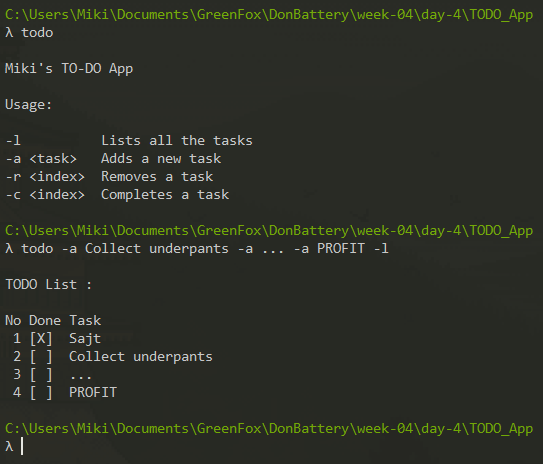 C:\Users\Miki\Documents\GreenFox\DonBattery\week-04\day-4\TODO_App
λ todo
Miki's TO-DO App
Usage:
-l          Lists all the tasks
-a <task>   Adds a new task
-r <index>  Removes a task
-c <index>  Completes a task
C:\Users\Miki\Documents\GreenFox\DonBattery\week-04\day-4\TODO_App
λ todo -a Collect underpants -a ... -a PROFIT -l
TODO List :
No Done Task
 1 [X]  Sajt
 2 [ ]  Collect underpants
 3 [ ]  ...
 4 [ ]  PROFIT
C:\Users\Miki\Documents\GreenFox\DonBattery\week-04\day-4\TODO_App
λ